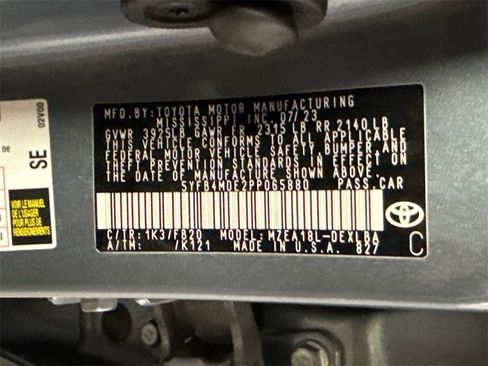 MFD.BY:TOYOTA MOTOR MANUFACTURING
MISSISSIPPI INC 07/23
GVWR 3925LB GAWR FR 2315 LB RR 2140 LB
THIS VEHICLE CONFORMS TO ALL APPLICABLE
FEDERAL MOTOR VEHICLE SAFETY,BUMPER,AND
THEFT PREVENTION STANDARDS IN EFFECT ON
THE DATE OF MANUFACTURE SHOWN ABOVE.
5YFB4MDE2PP065880 PASS.CAR
C/TR:1K3/FB20 MODEL:MZEA18L-DEXLBA
A/TM: /K121 MADE IN U.S.A. 827
C
02V00
SE
ne
VOIR LE MANUEL
DE L'USAGER
POUR PLUS DE
RENSEIGNEMENTS